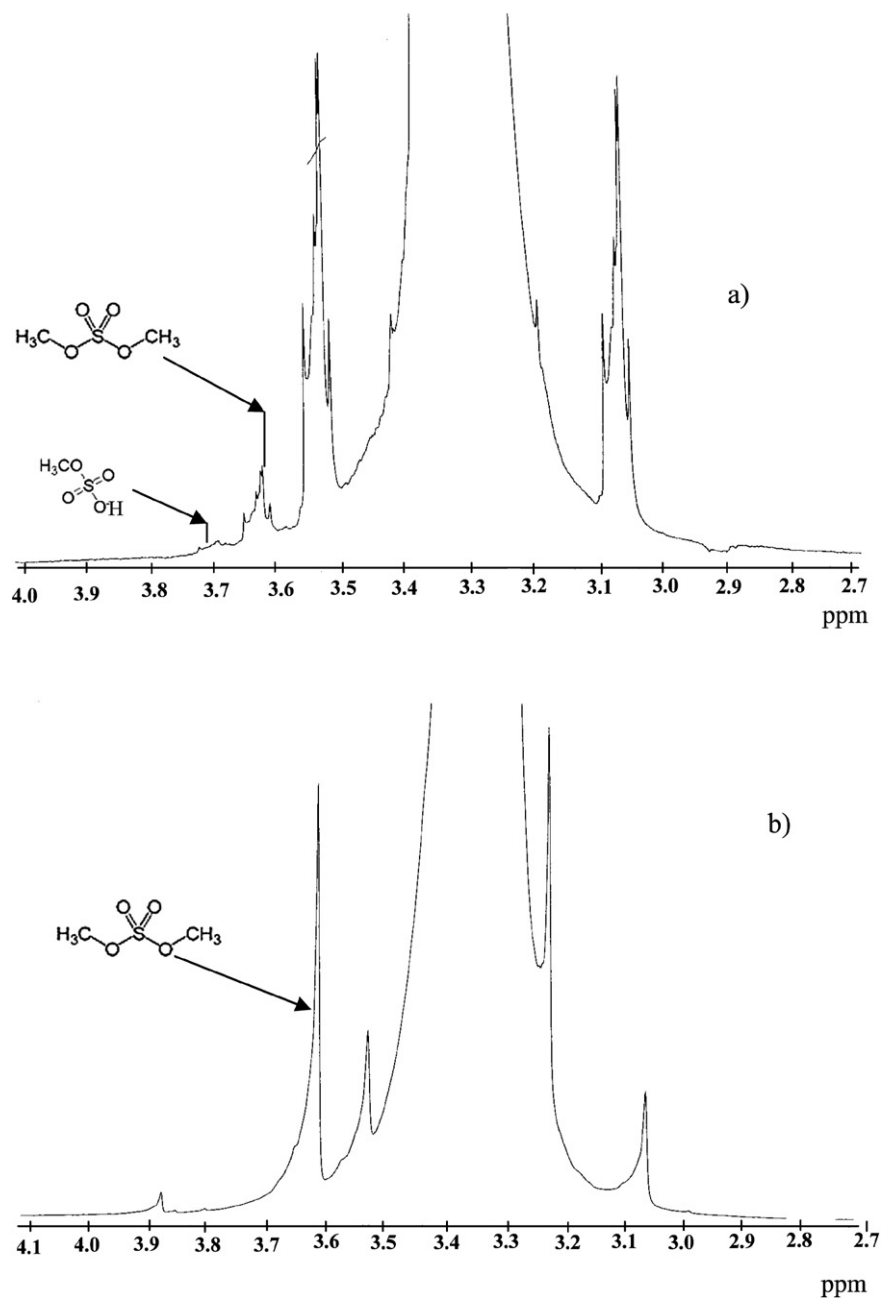 a)
O O
S
H₃C O O CH₃
H₃CO
S O
O O-H
4.0 3.9 3.8 3.7 3.6 3.5 3.4 3.3 3.2 3.1 3.0 2.9 2.8 2.7
ppm
b)
O O
S
H₃C O O CH₃
4.1 4.0 3.9 3.8 3.7 3.6 3.5 3.4 3.3 3.2 3.1 3.0 2.9 2.8 2.7
ppm